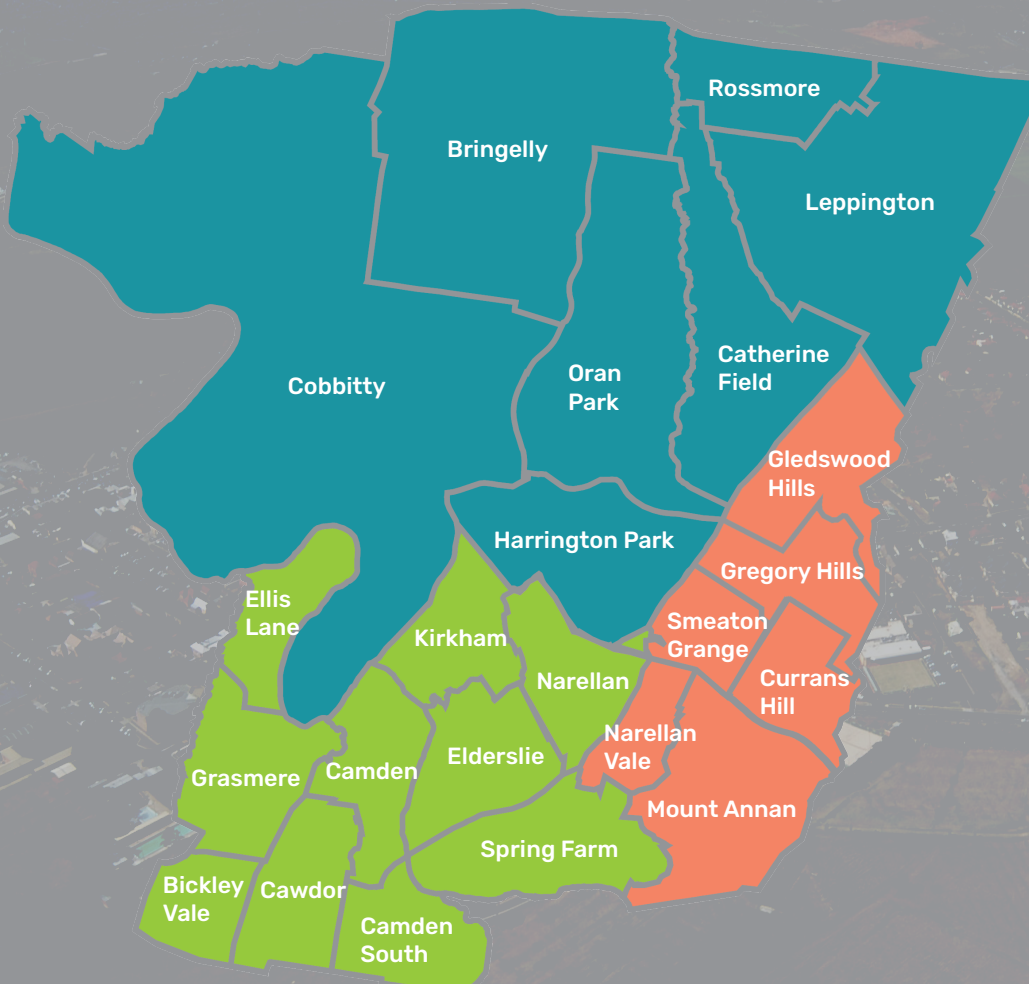 Rossmore
Bringelly
Leppington
Catherine
Field
Oran
Park
Cobbitty
Gledswood
Hills
Harrington Park
Gregory Hills
Ellis
Lane
Smeaton
Grange
Kirkham
Narellan
Currans
Hill
Narellan
Vale
Elderslie
Camden
Grasmere
Mount Annan
Spring Farm
Bickley
Vale
Cawdor
Camden
South